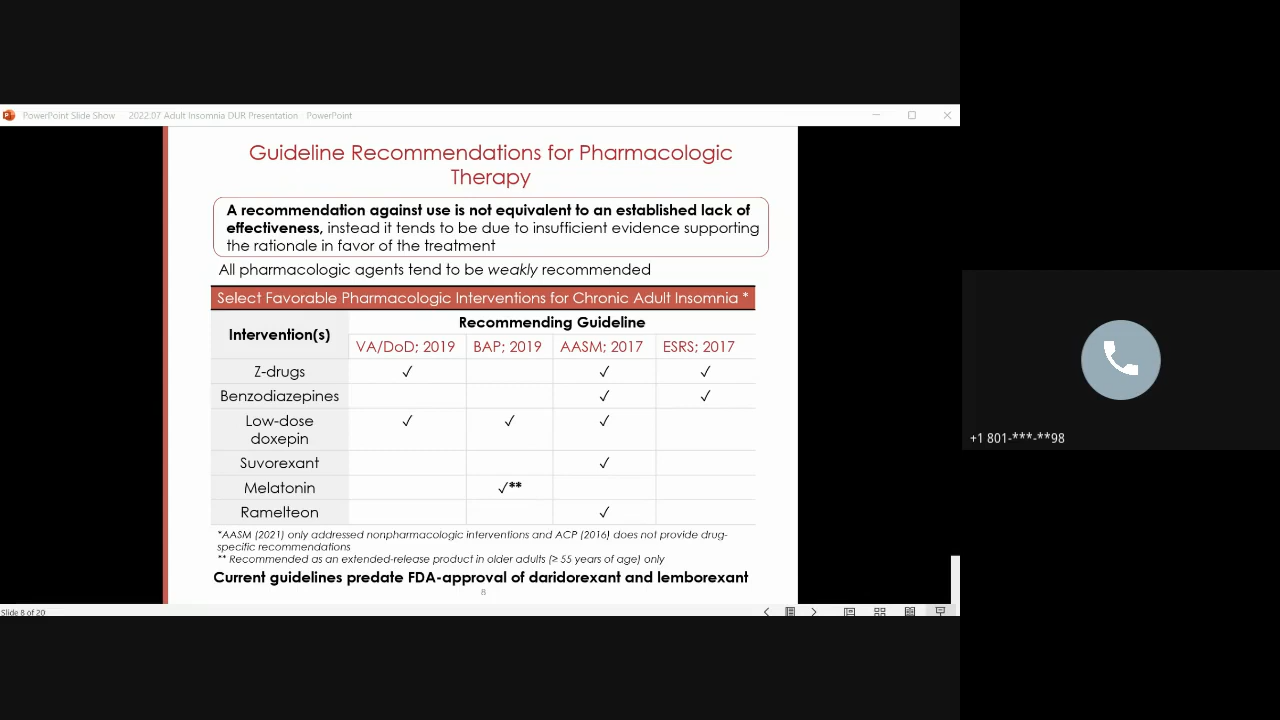 PowerPoint Slide Show 2022.07 Adult Insomnia DUR Presentation - PowerPoint
Guideline Recommendations for Pharmacologic
Therapy
A recommendation against use is not equivalent to an established lack of
effectiveness, instead it tends to be due to insufficient evidence supporting
the rationale in favor of the treatment
All pharmacologic agents tend to be weakly recommended
Select Favorable Pharmacologic Interventions for Chronic Adult Insomnia *
Intervention(s) Recommending Guideline
VA/DoD; 2019 BAP; 2019 AASM; 2017 ESRS; 2017
Z-drugs ✓ ✓ ✓
Benzodiazepines ✓ ✓
Low-dose ✓ ✓ ✓
doxepin
Suvorexant ✓
Melatonin ✓**
Ramelteon ✓
*AASM (2021) only addressed nonpharmacologic interventions and ACP (2016) does not provide drug-
specific recommendations
** Recommended as an extended-release product in older adults (≥ 55 years of age) only
Current guidelines predate FDA-approval of daridorexant and lemborexant
8
Slide 8 of 20
+1 801-***-**98